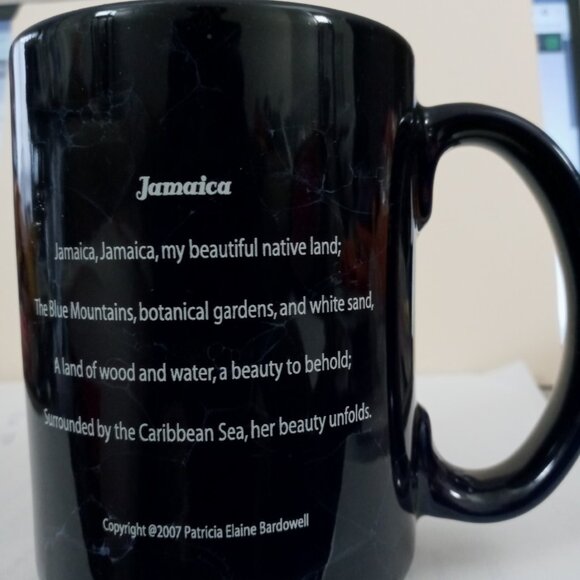 Jamaica
Jamaica, Jamaica, my beautiful native land;
The Blue Mountains, botanical gardens, and white sand,
A land of wood and water, a beauty to behold;
Surrounded by the Caribbean Sea, her beauty unfolds.
Copyright @2007 Patricia Elaine Bardowell